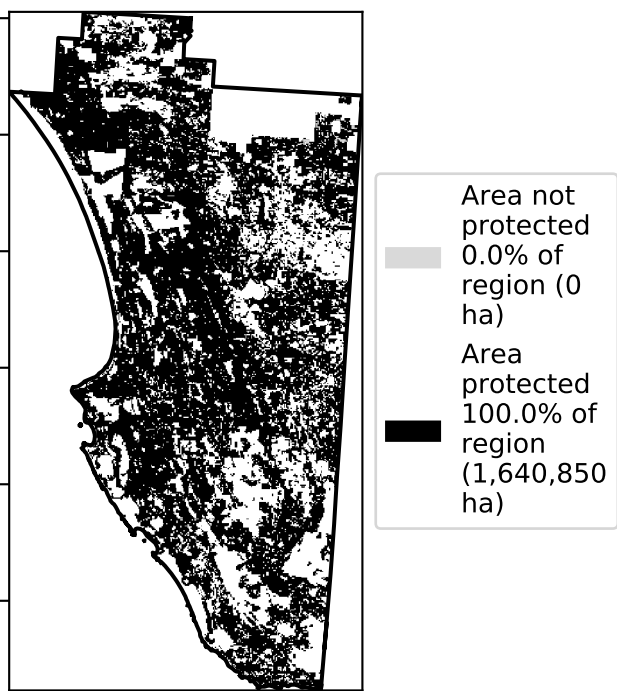 Area not
protected
0.0% of
region (0
ha)
Area
protected
100.0% of
region
(1,640,850
ha)